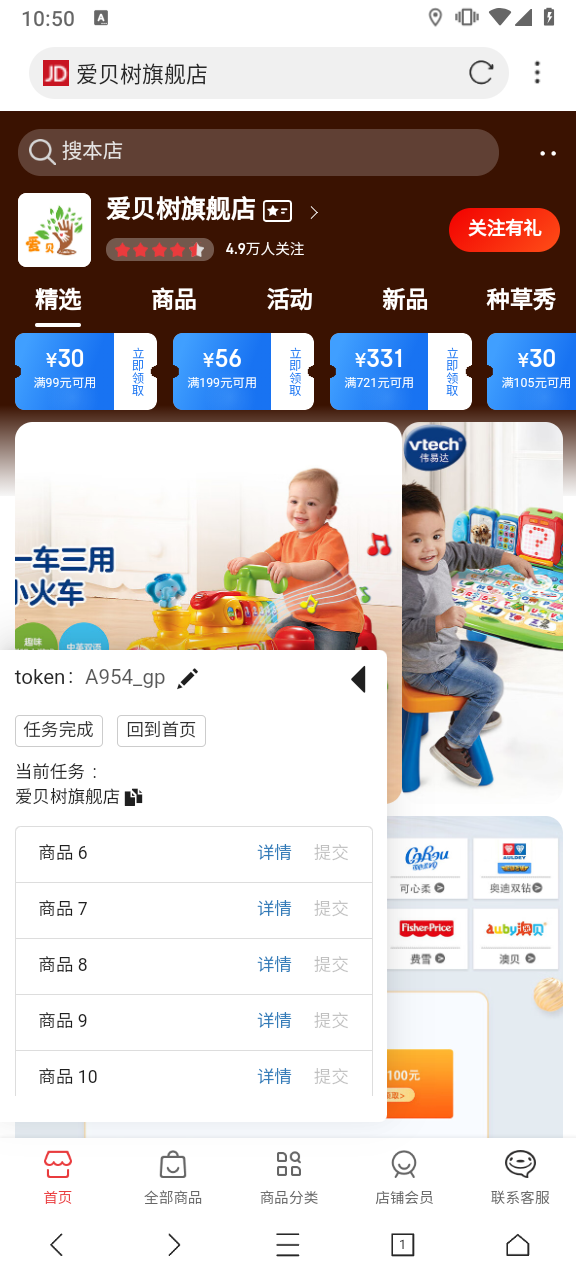 10:50
A
JD 爱贝树旗舰店
搜本店
爱贝
爱贝树旗舰店
4.9万人关注
关注有礼
精选 商品 活动 新品 种草秀
¥30 满99元可用 立即领取
¥56 满199元可用 立即领取
¥331 满721元可用 立即领取
¥30 满105元可用
vtech
伟易达
一车三用
小火车
趣味
token： A954_gp
任务完成 回到首页
当前任务 ：
爱贝树旗舰店
商品 6 详情 提交
商品 7 详情 提交
商品 8 详情 提交
商品 9 详情 提交
商品 10 详情 提交
可心柔
AULDEY
奥迪双钻
Fisher-Price
费雪
auby澳贝
澳贝
100元
首页 全部商品 商品分类 店铺会员 联系客服
1